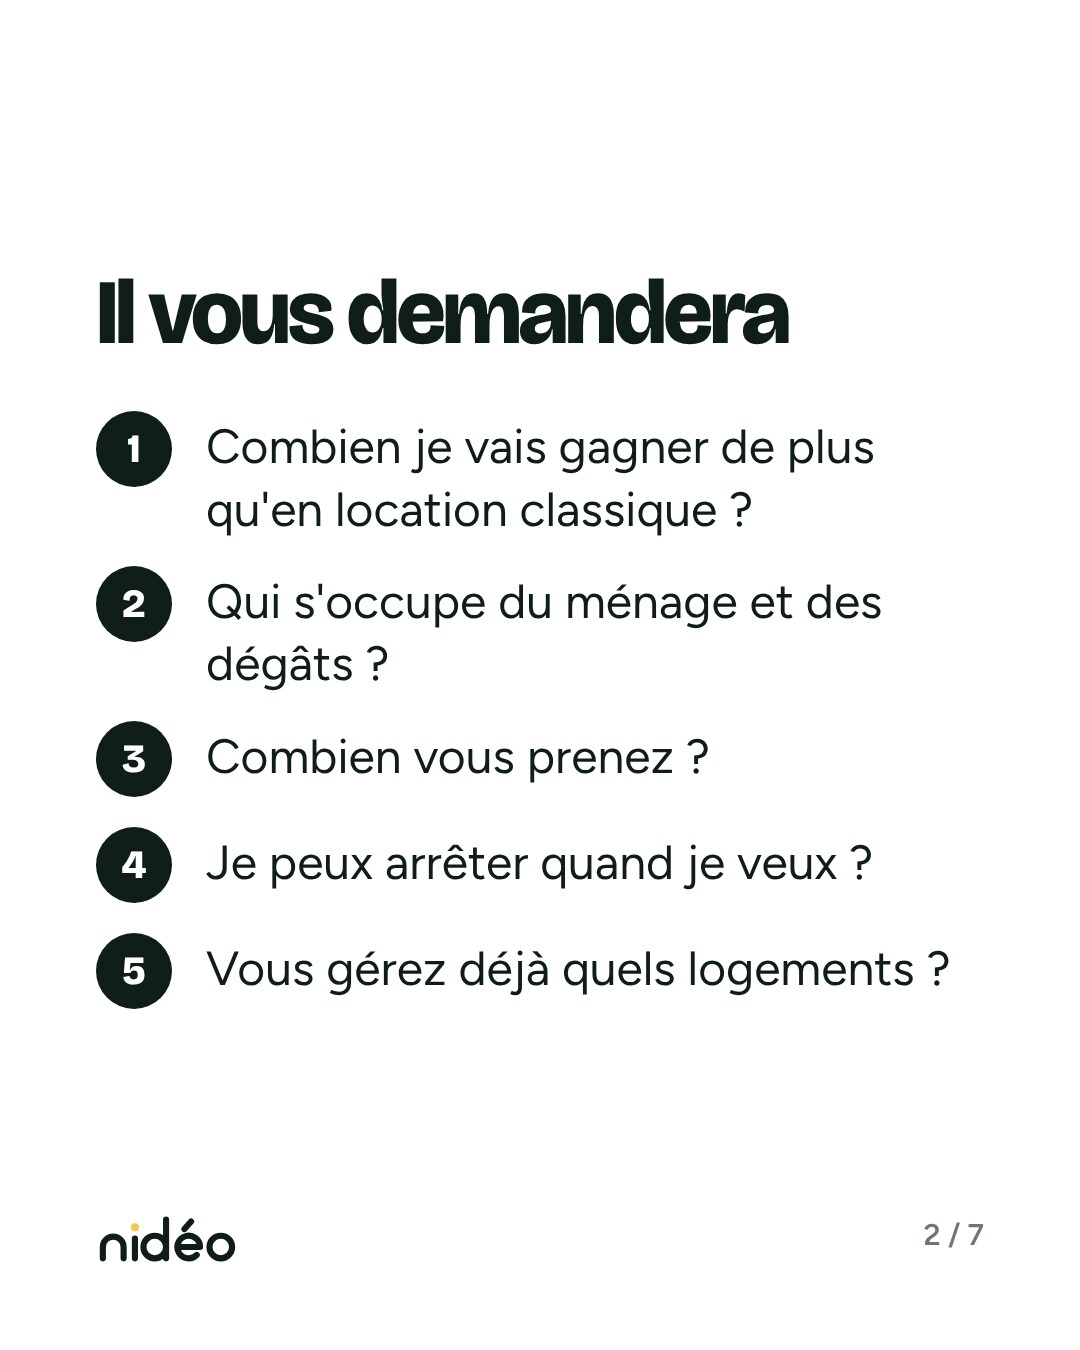 Il vous demandera
1 Combien je vais gagner de plus
qu'en location classique ?
2 Qui s'occupe du ménage et des
dégâts ?
3 Combien vous prenez ?
4 Je peux arrêter quand je veux ?
5 Vous gérez déjà quels logements ?
nidéo
2 / 7